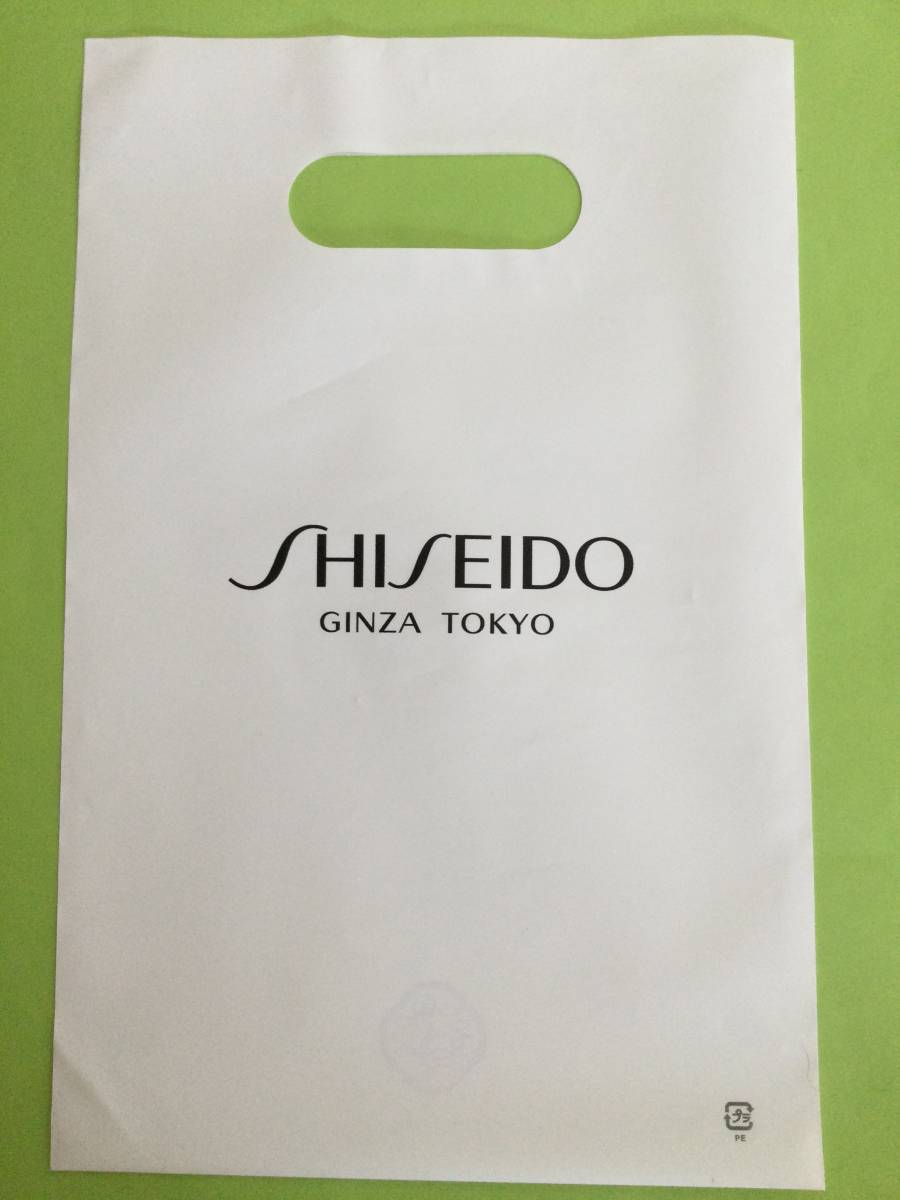 SHISEIDO
GINZA TOKYO
プラ
PE